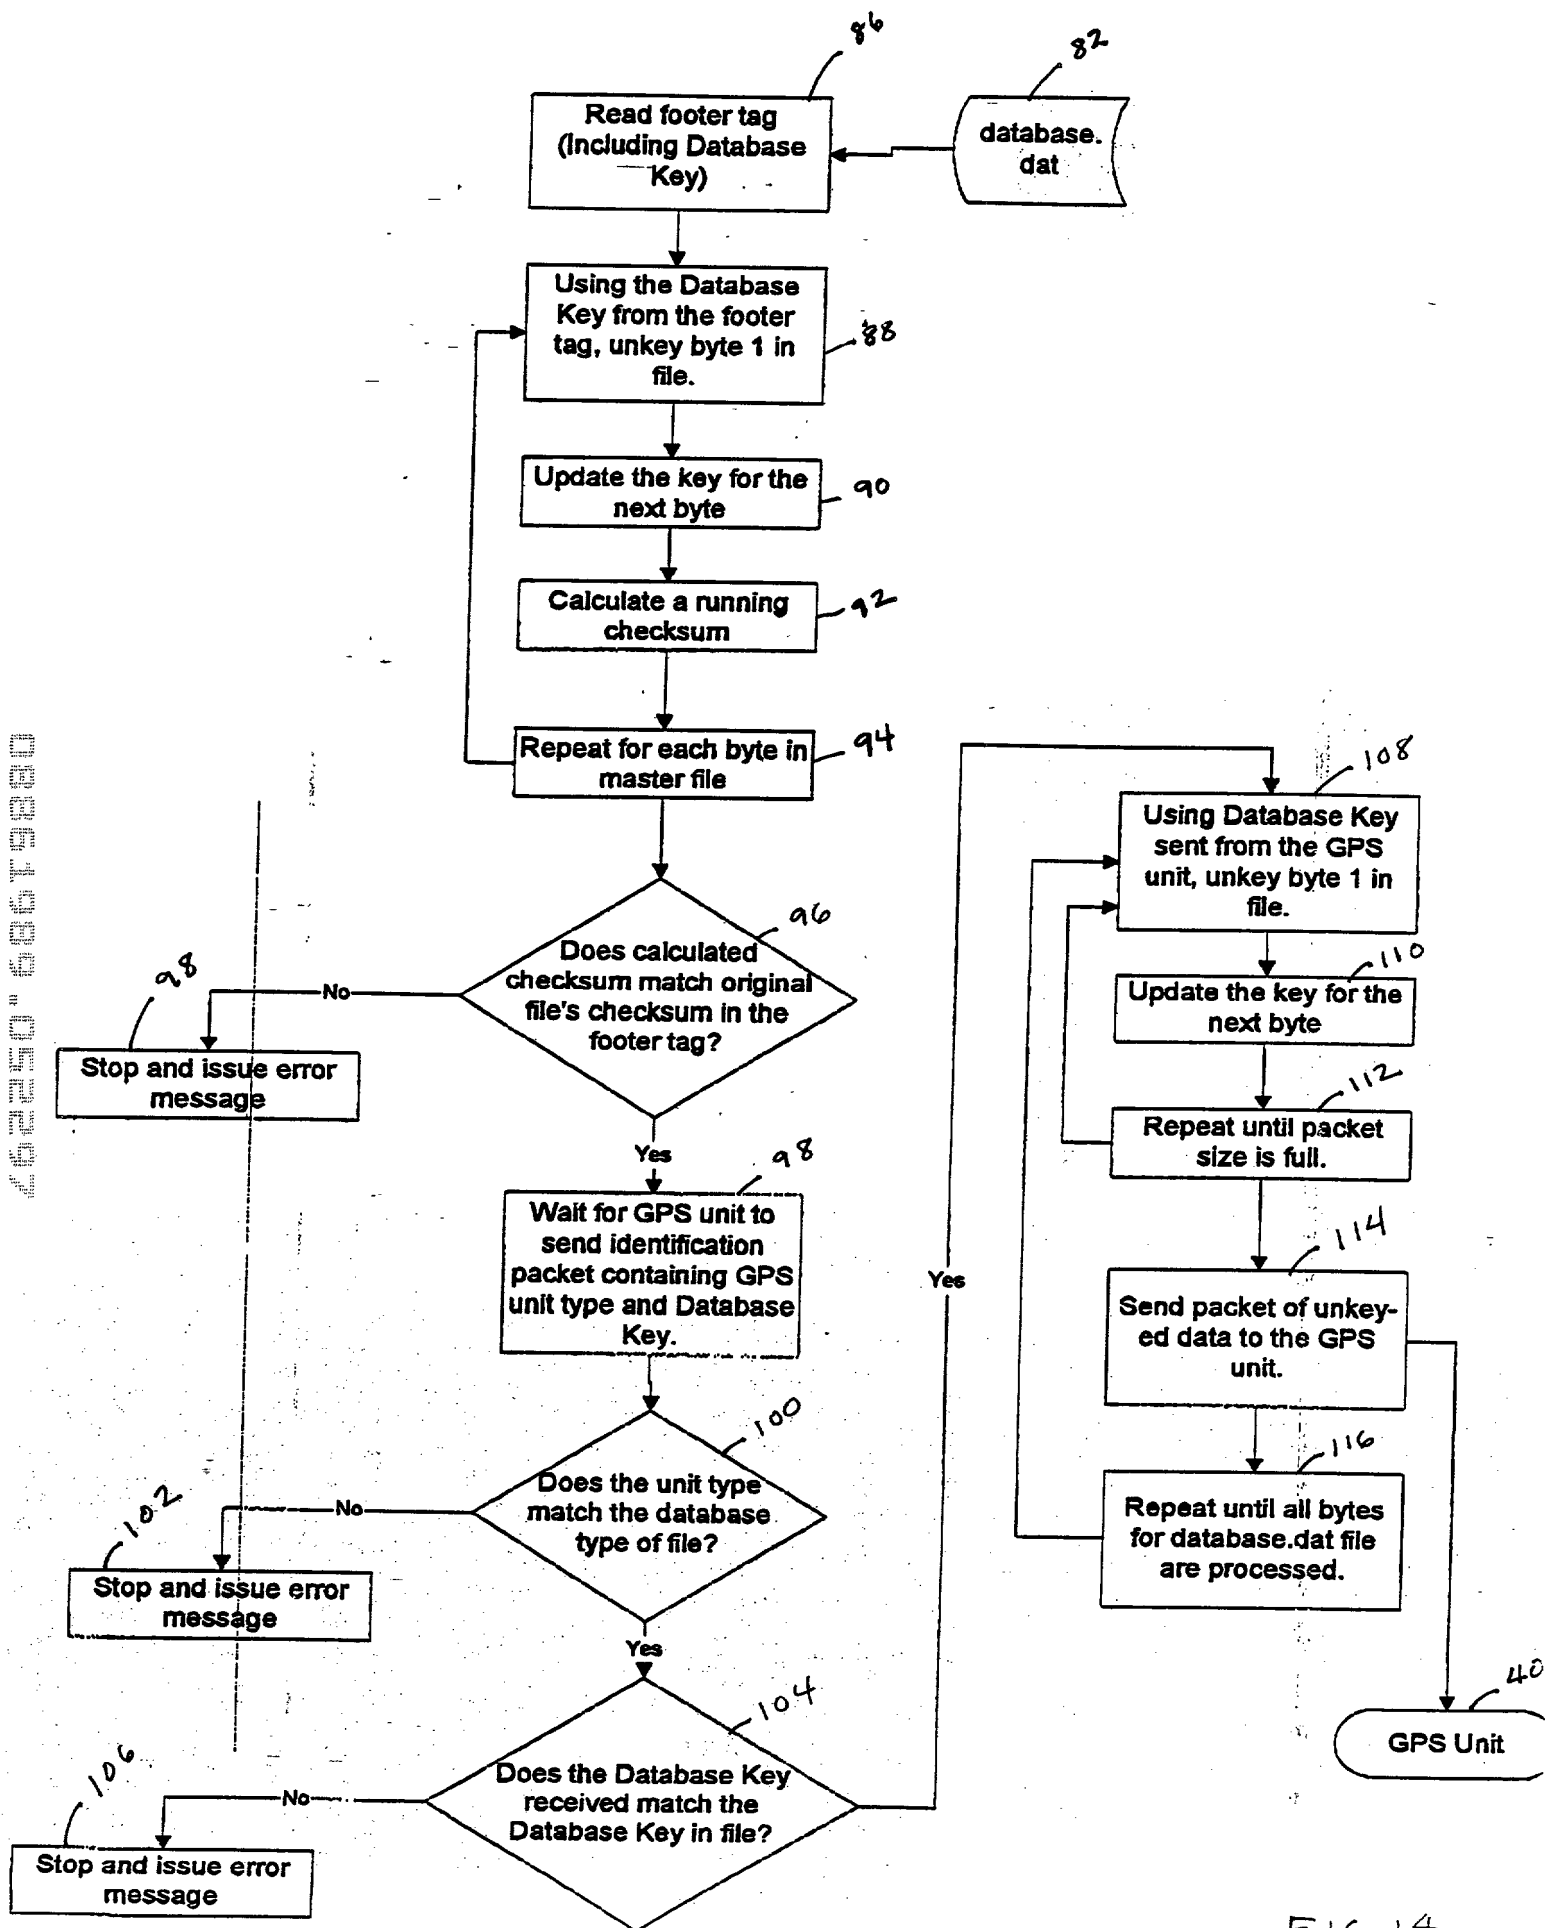 86
82
Read footer tag
(Including Database
Key)
database.
dat
Using the Database
Key from the footer
tag, unkey byte 1 in
file.
88
Update the key for the
next byte
90
Calculate a running
checksum
92
Repeat for each byte in
master file
94
Does calculated
checksum match original
file's checksum in the
footer tag?
96
No
98
Stop and issue error
message
Yes
98
Wait for GPS unit to
send identification
packet containing GPS
unit type and Database
Key.
100
Does the unit type
match the database
type of file?
No
102
Stop and issue error
message
Yes
104
Does the Database Key
received match the
Database Key in file?
No
106
Stop and issue error
message
Yes
108
Using Database Key
sent from the GPS
unit, unkey byte 1 in
file.
110
Update the key for the
next byte
112
Repeat until packet
size is full.
114
Send packet of unkey-
ed data to the GPS
unit.
116
Repeat until all bytes
for database.dat file
are processed.
40
GPS Unit